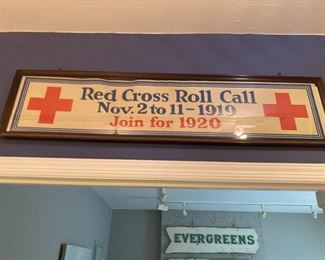 Red Cross Roll Call
Nov. 2 to 11 - 1919
Join for 1920
EVERGREENS